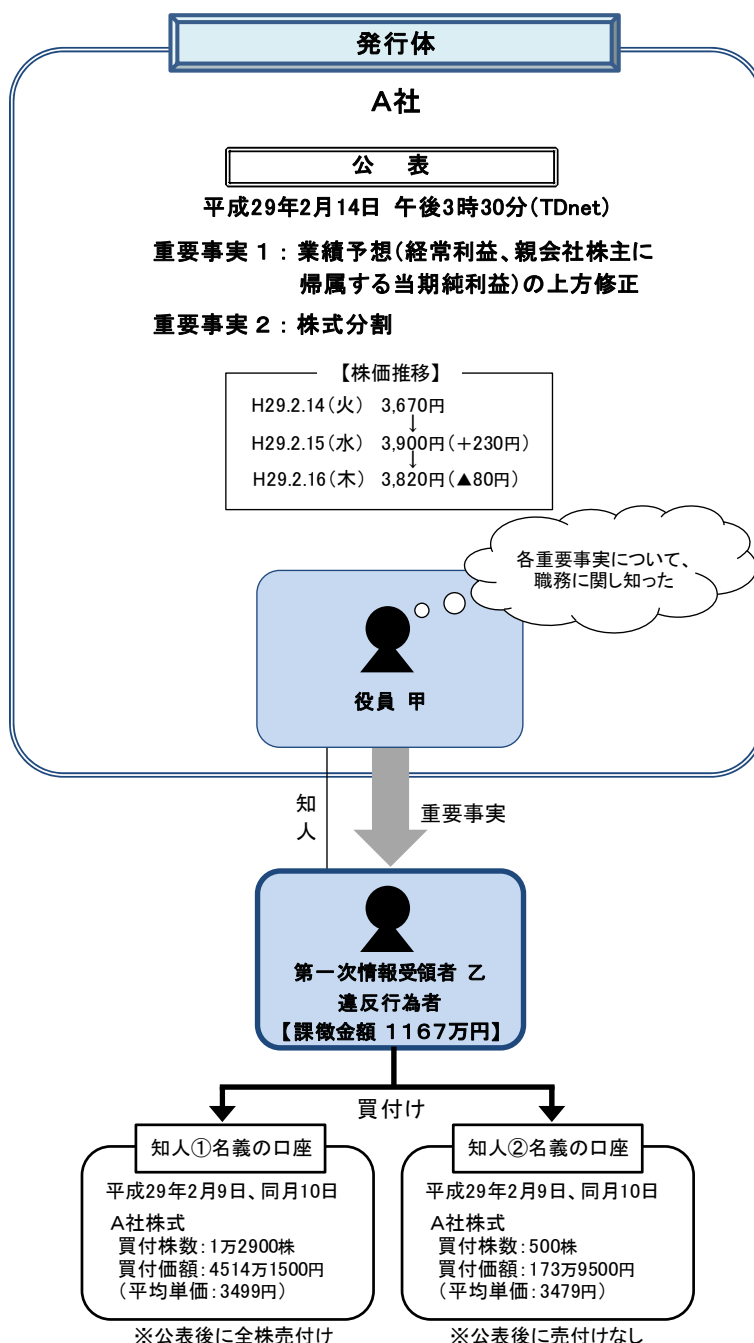 発行体
A社
公 表
平成29年2月14日 午後3時30分(TDnet)
重要事実1:業績予想(経常利益、親会社株主に
帰属する当期純利益)の上方修正
重要事実2:株式分割
【株価推移】
H29.2.14(火) 3,670円
↓
H29.2.15(水) 3,900円(+230円)
↓
H29.2.16(木) 3,820円(▲80円)
各重要事実について、
職務に関し知った
役員 甲
知人
重要事実
第一次情報受領者 乙
違反行為者
【課徴金額 1167万円】
買付け
知人①名義の口座
平成29年2月9日、同月10日
A社株式
買付株数:1万2900株
買付価額:4514万1500円
(平均単価:3499円)
※公表後に全株売付け
知人②名義の口座
平成29年2月9日、同月10日
A社株式
買付株数:500株
買付価額:173万9500円
(平均単価:3479円)
※公表後に売付けなし